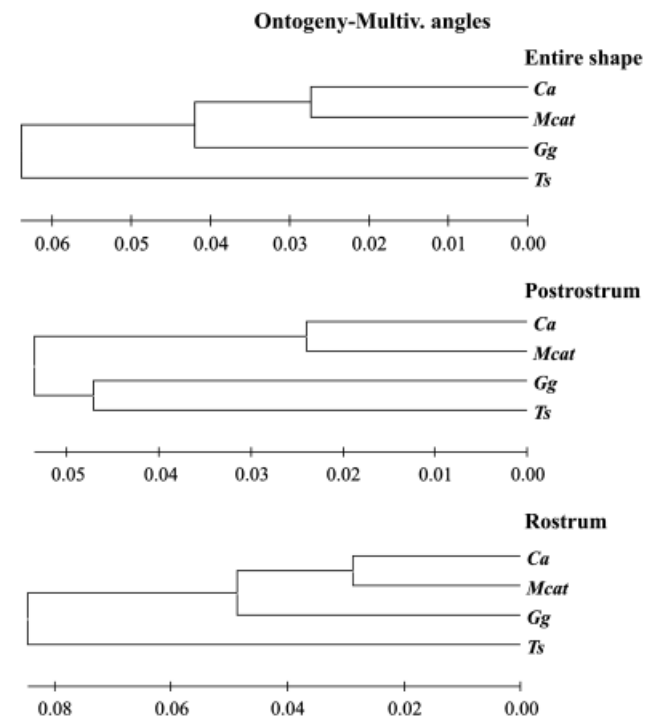 Ontogeny-Multiv. angles
Entire shape
Ca
Mcat
Gg
Ts
0.06 0.05 0.04 0.03 0.02 0.01 0.00
Postrostrum
Ca
Mcat
Gg
Ts
0.05 0.04 0.03 0.02 0.01 0.00
Rostrum
Ca
Mcat
Gg
Ts
0.08 0.06 0.04 0.02 0.00